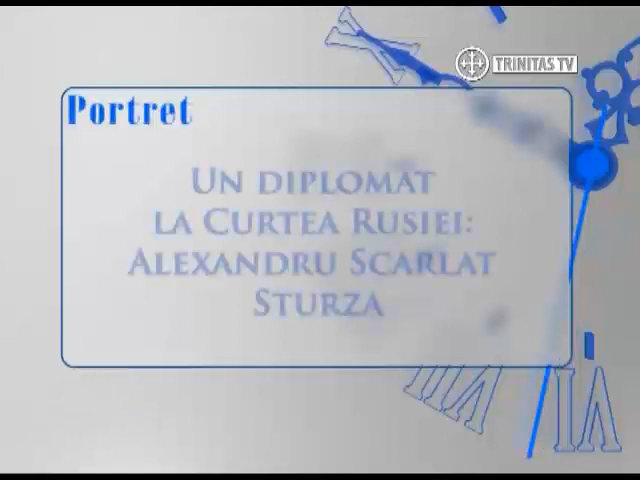 TRINITAS TV
Portret
Un diplomat
la Curtea Rusiei:
Alexandru Scarlat
Sturza